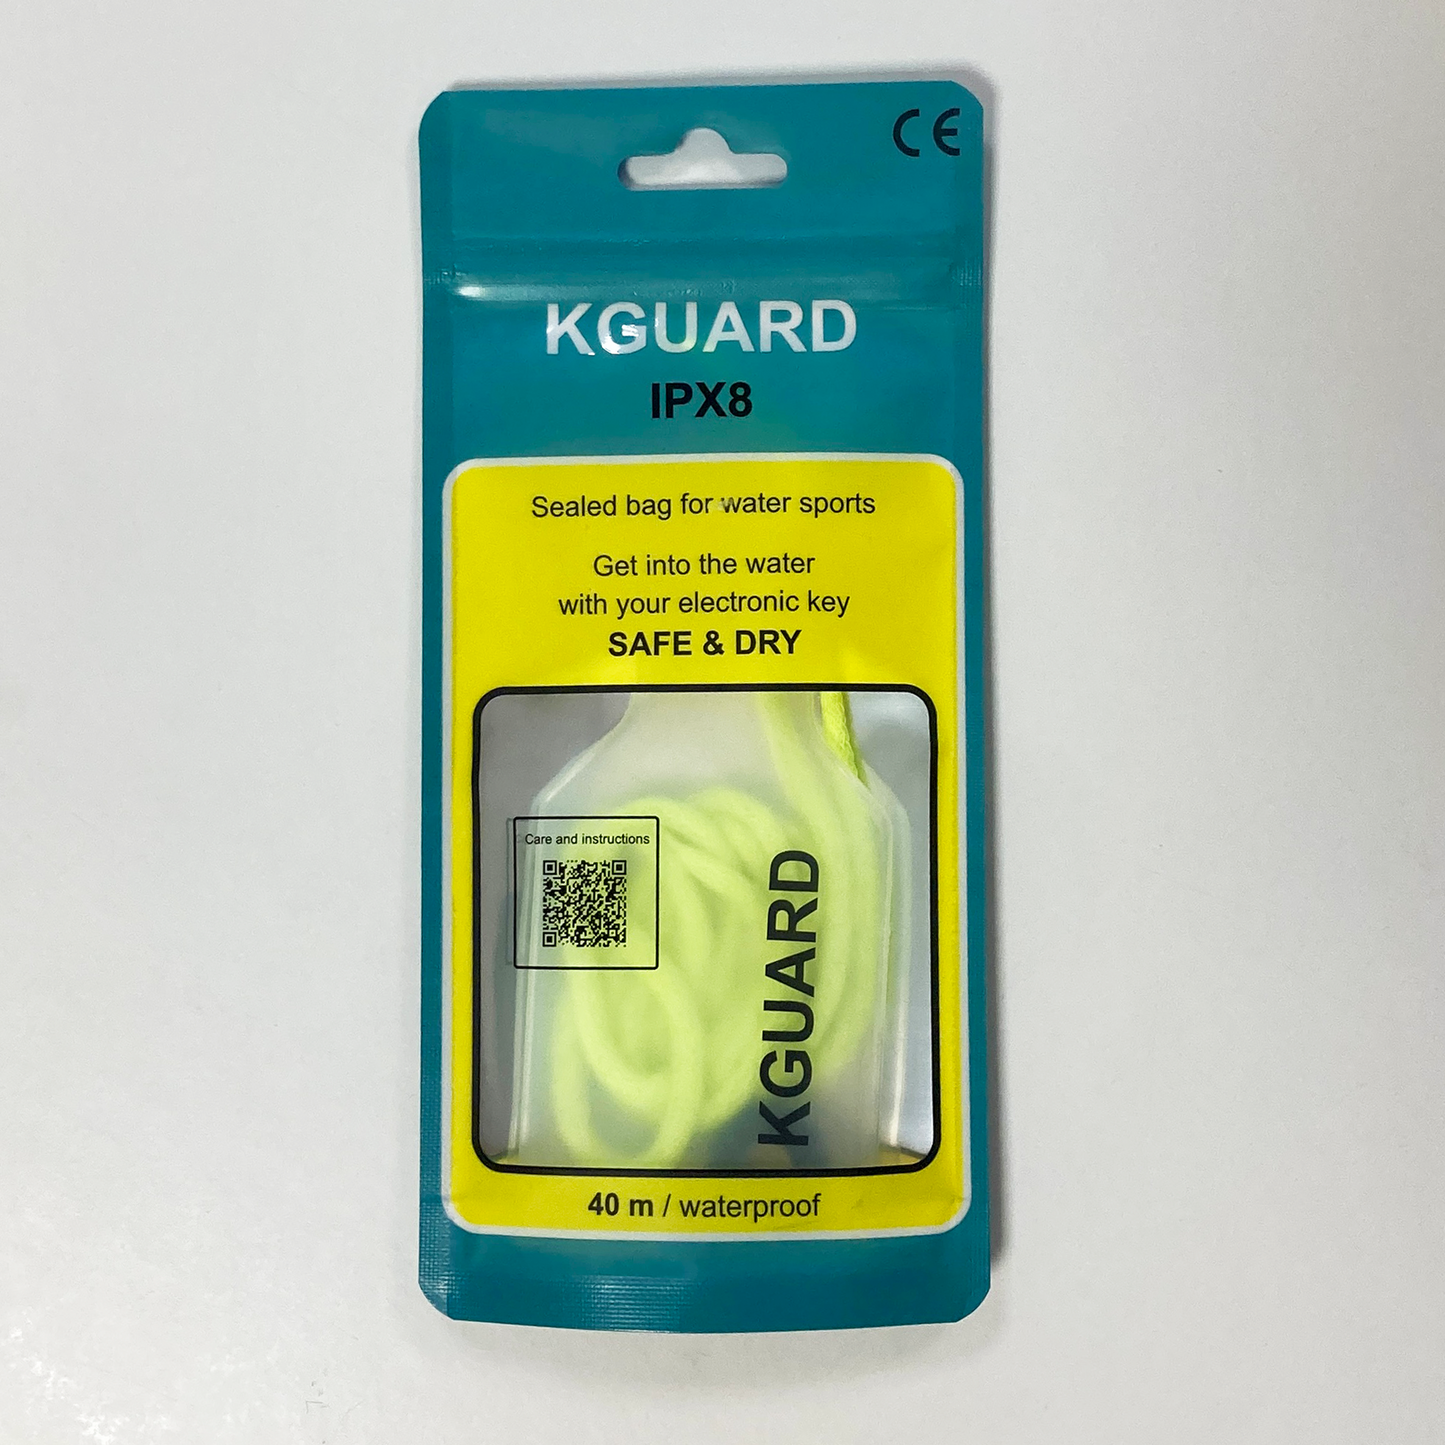 CE
KGUARD
IPX8
Sealed bag for water sports
Get into the water
with your electronic key
SAFE & DRY
Care and instructions
KGUARD
40 m / waterproof